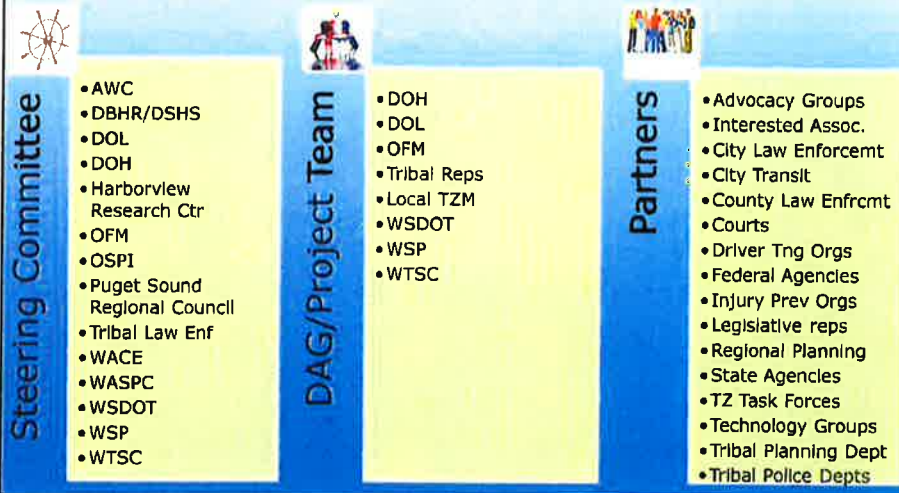 Steering Committee
• AWC
• DBHR/DSHS
• DOL
• DOH
• Harborview
Research Ctr
• OFM
• OSPI
• Puget Sound
Regional Council
• Tribal Law Enf
• WACE
• WASPC
• WSDOT
• WSP
• WTSC
DAG/Project Team
• DOH
• DOL
• OFM
• Tribal Reps
• Local TZM
• WSDOT
• WSP
• WTSC
Partners
• Advocacy Groups
• Interested Assoc.
• City Law Enforcemt
• City Transit
• County Law Enfrcmt
• Courts
• Driver Tng Orgs
• Federal Agencies
• Injury Prev Orgs
• Legislative reps
• Regional Planning
• State Agencies
• TZ Task Forces
• Technology Groups
• Tribal Planning Dept
• Tribal Police Depts